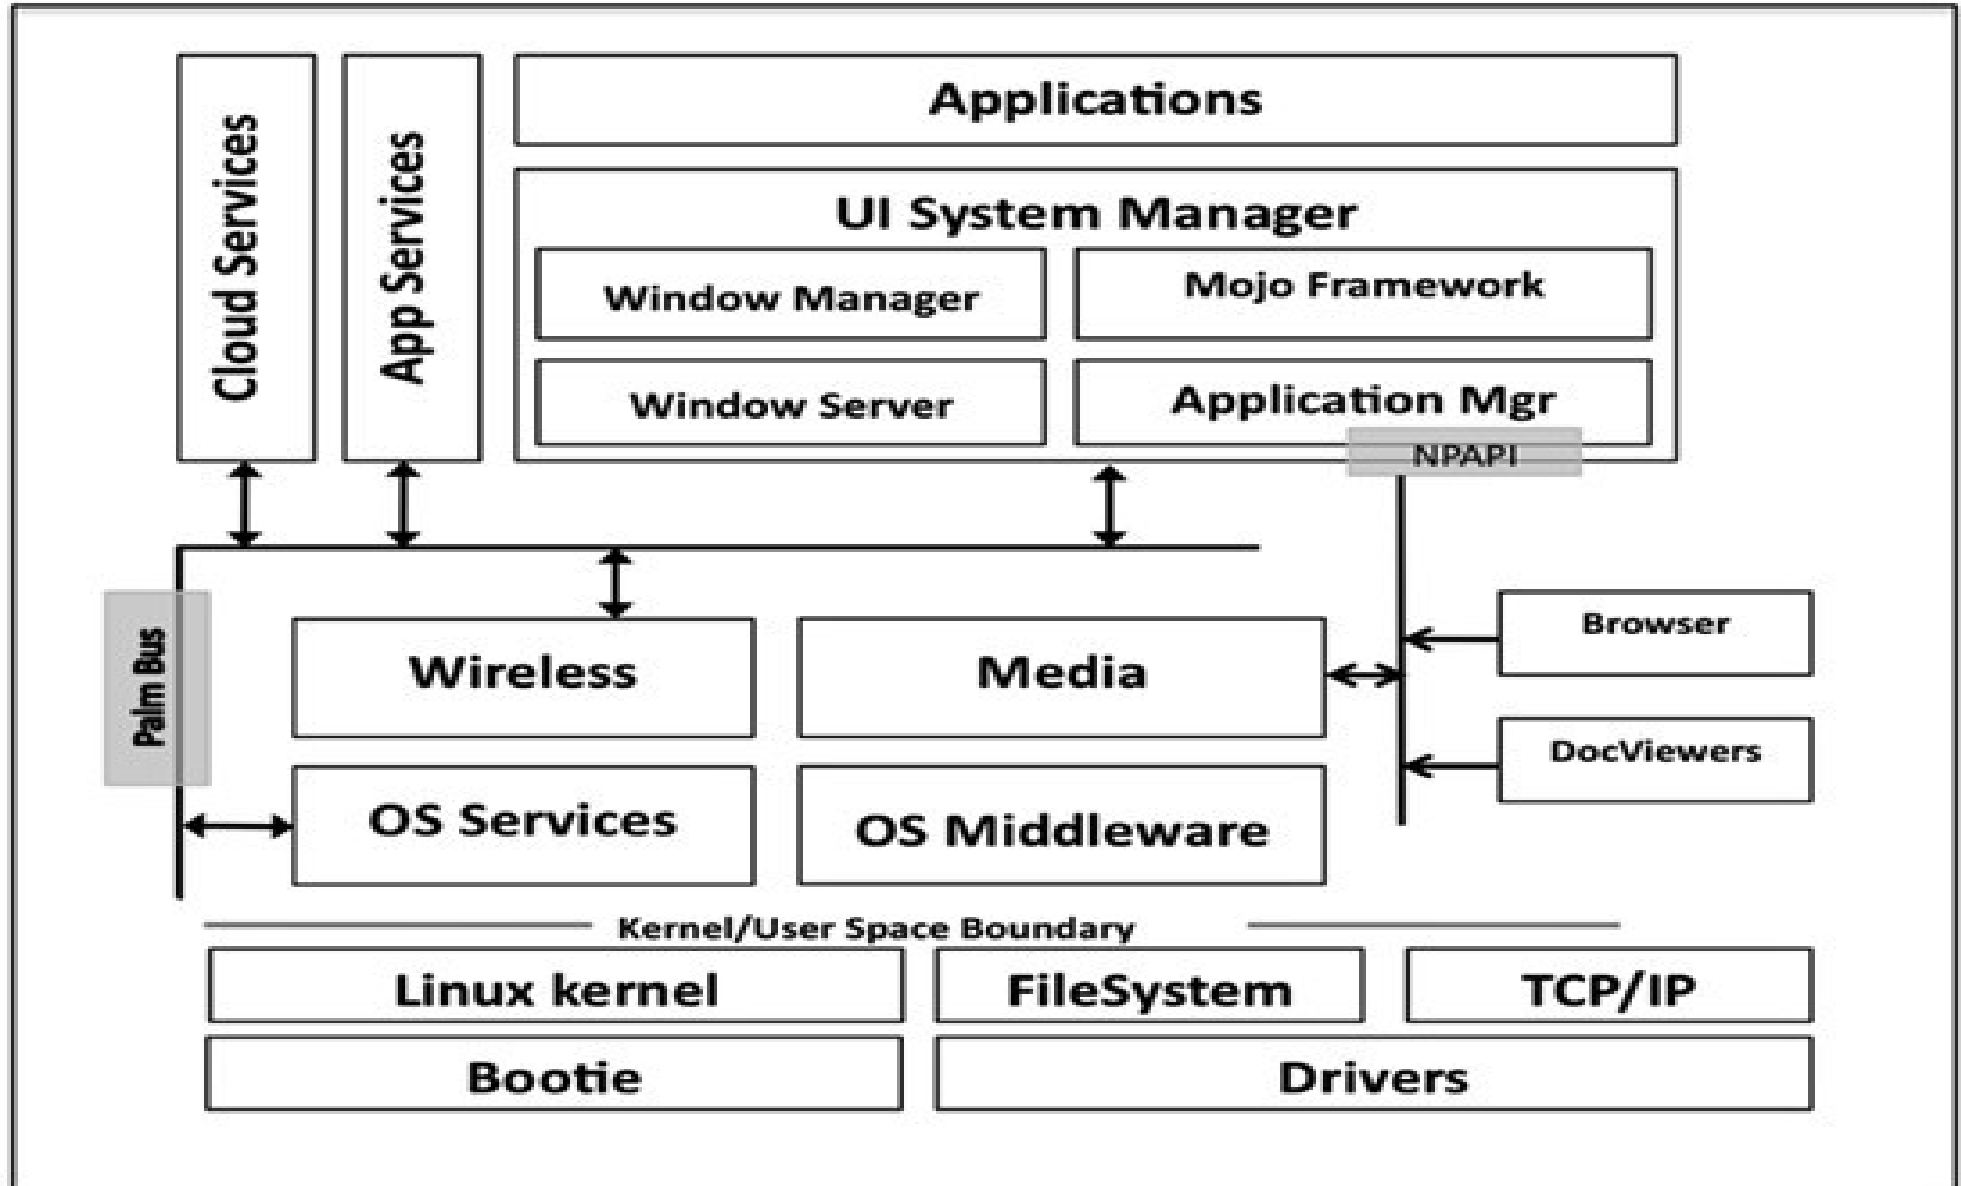 Cloud Services
App Services
Applications
UI System Manager
Window Manager
Mojo Framework
Window Server
Application Mgr
NPAPI
Palm Bus
Wireless
Media
Browser
DocViewers
OS Services
OS Middleware
Kernel/User Space Boundary
Linux kernel
FileSystem
TCP/IP
Bootie
Drivers